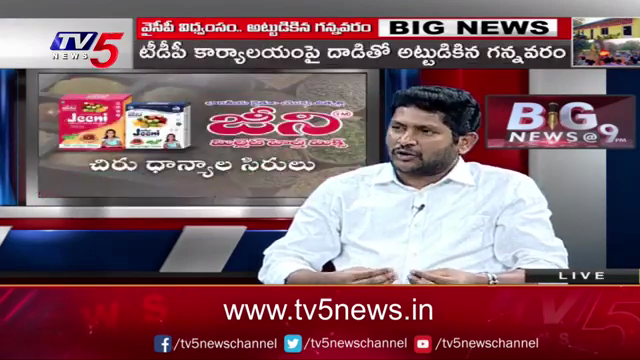 TV5
NEWS
వైసీపీ విధ్వంసం.. అట్టుడికిన గన్నవరం
BIG NEWS
టీడీపీ కార్యాలయంపై దాడితో అట్టుడికిన గన్నవరం
Jeeni
Jeeni
జీనీ
మిల్లెట్ హెల్త్ మిక్స్
చిరు ధాన్యాల సిరులు
BIG
NEWS@9PM
LIVE
www.tv5news.in
/tv5newschannel
/tv5newschannel
/tv5newschannel